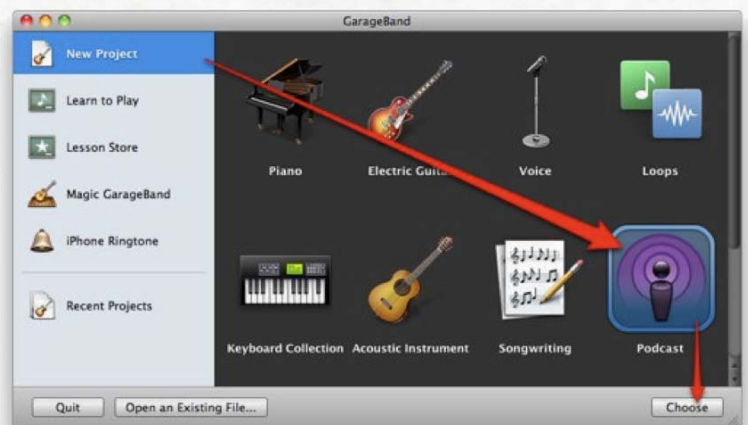 GarageBand
New Project
Learn to Play
Lesson Store
Magic GarageBand
iPhone Ringtone
Recent Projects
Piano
Electric
Voice
Loops
Keyboard Collection
Acoustic Instrument
Songwriting
Podcast
Quit
Open an Existing File...
Choose